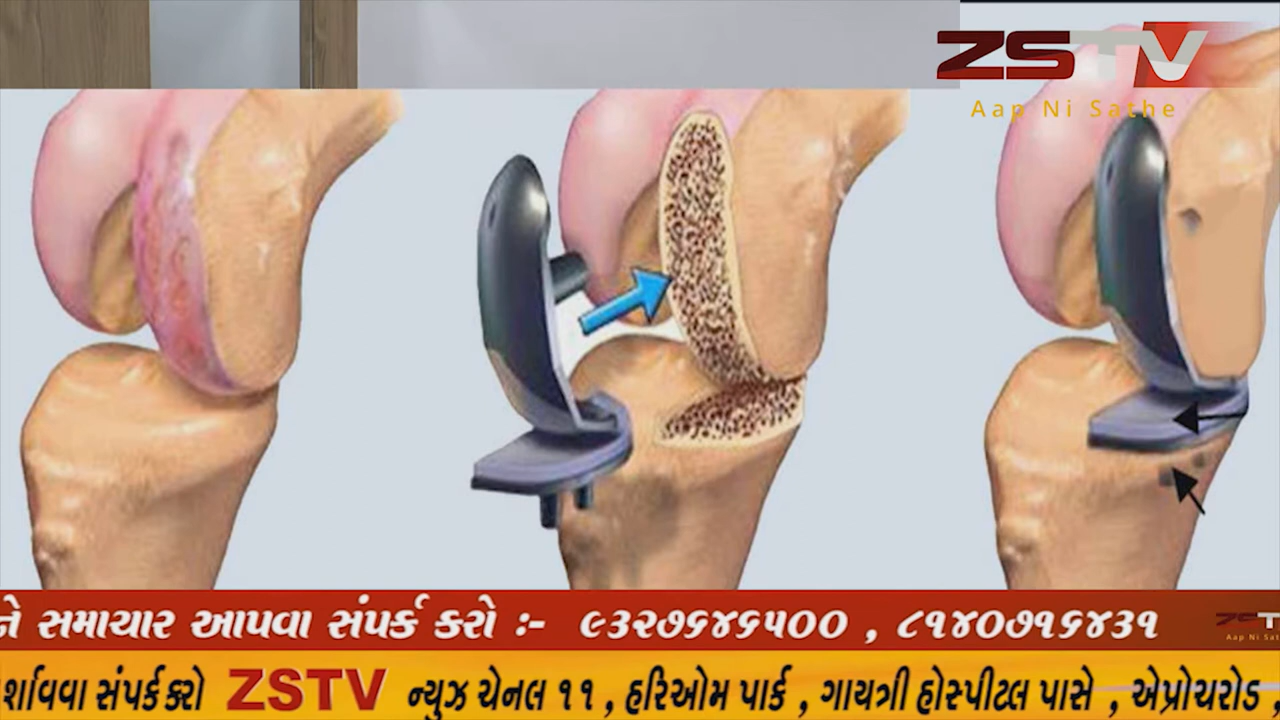 ZSTV
Aap Ni Sathe
ને સમાચાર આપવા સંપર્ક કરો :- ૯૩૨૭૬૪૬૫૦૦ , ૮૧૪૦૭૧૬૪૩૧
ર્શાવવા સંપર્ક કરો ZSTV ન્યુઝ ચેનલ ૧૧ , હરિઓમ પાર્ક , ગાયત્રી હોસ્પીટલ પાસે , એપ્રોચરોડ ,